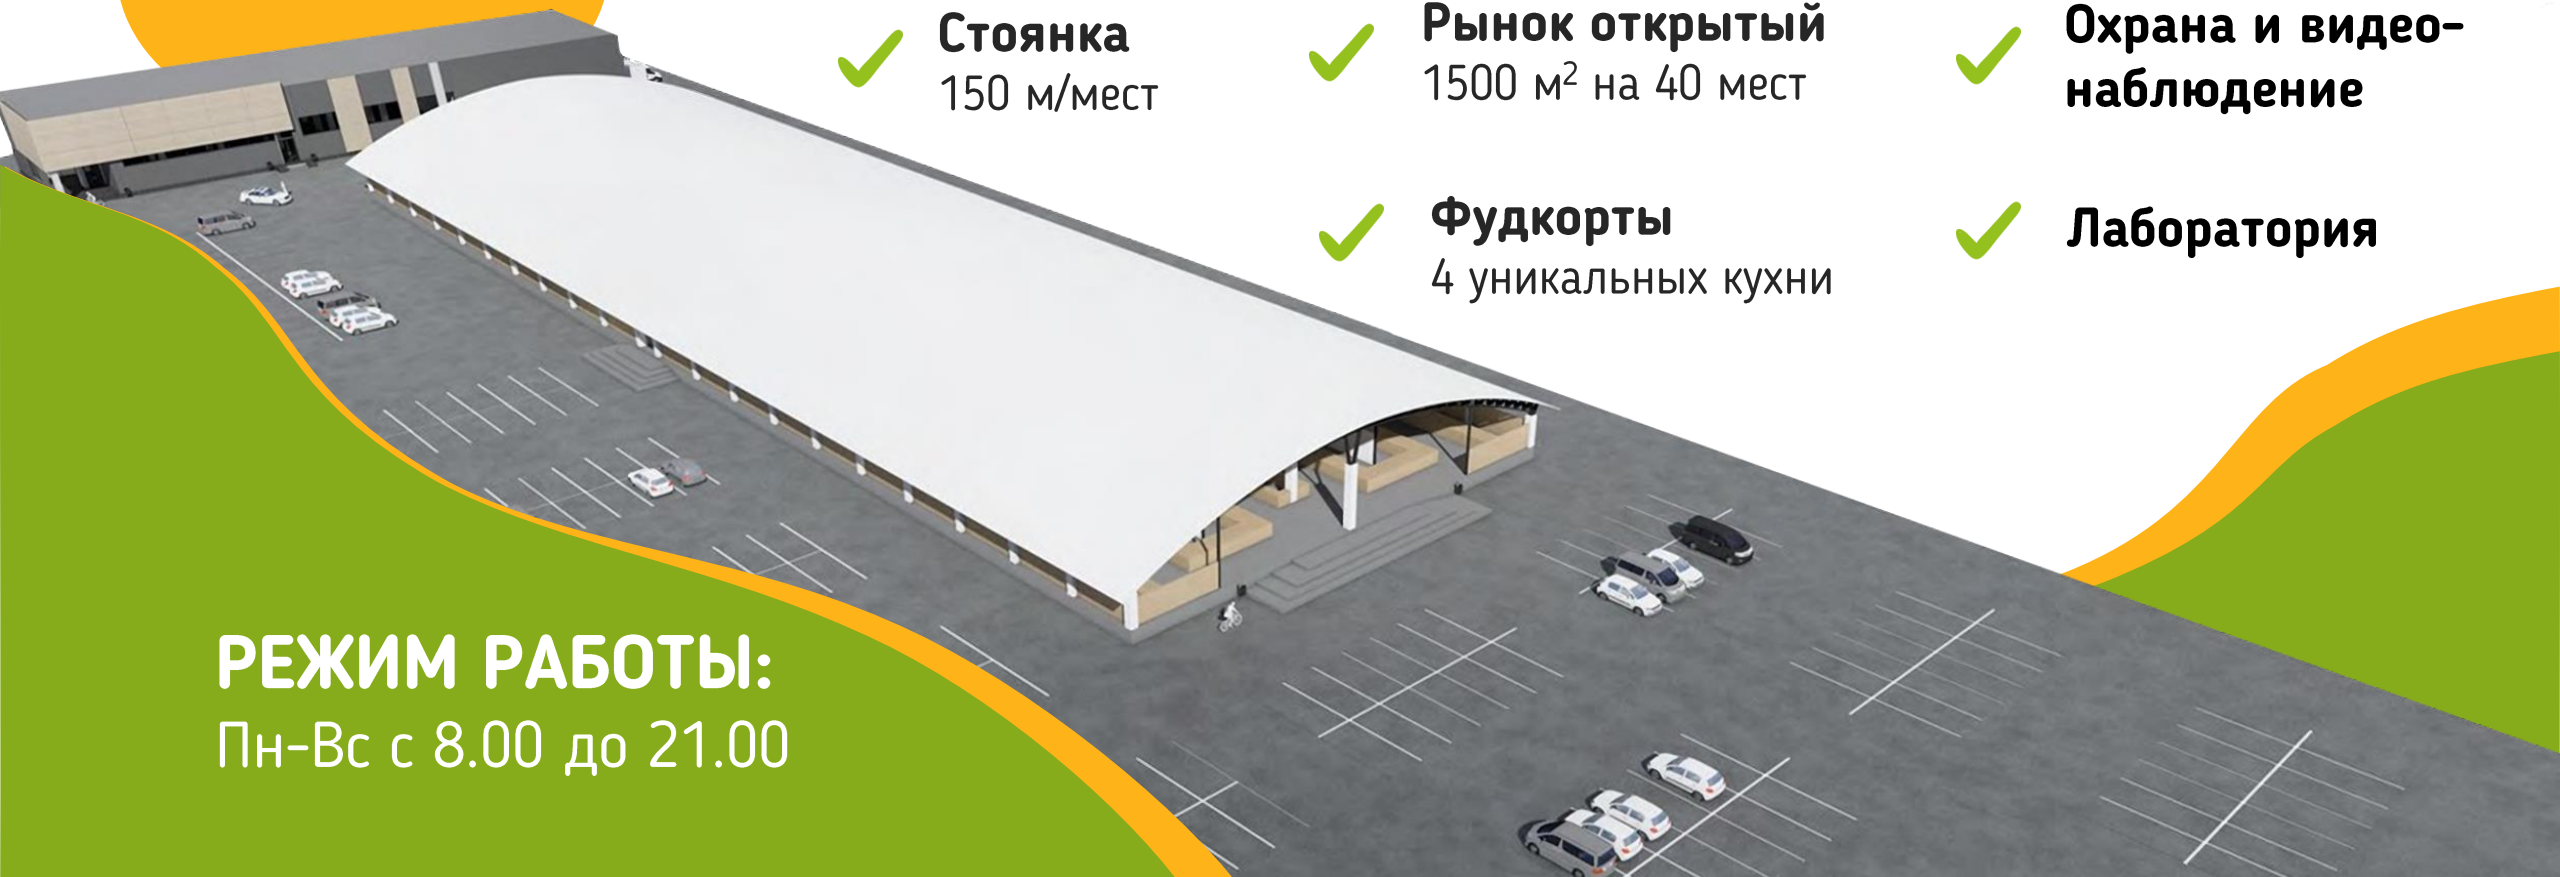 Стоянка
150 м/мест
Рынок открытый
1500 м² на 40 мест
Охрана и видео-
наблюдение
Фудкорты
4 уникальных кухни
Лаборатория
РЕЖИМ РАБОТЫ:
Пн-Вс с 8.00 до 21.00